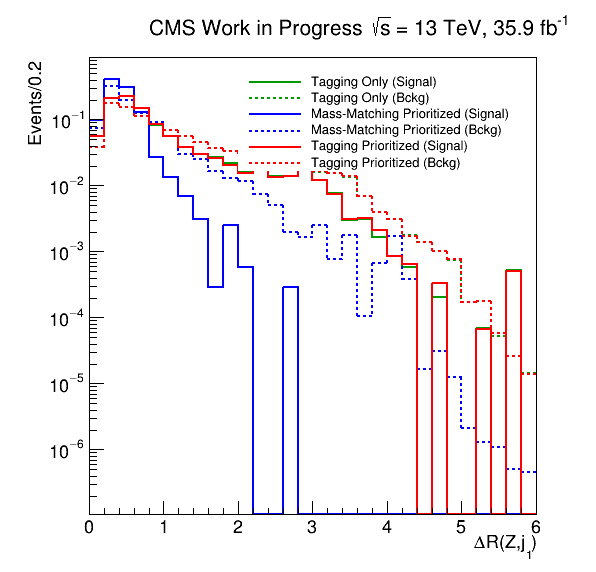 CMS Work in Progress √s = 13 TeV, 35.9 fb⁻¹
Events/0.2
Tagging Only (Signal)
Tagging Only (Bckg)
Mass-Matching Prioritized (Signal)
Mass-Matching Prioritized (Bckg)
Tagging Prioritized (Signal)
Tagging Prioritized (Bckg)
10⁻¹
10⁻²
10⁻³
10⁻⁴
10⁻⁵
10⁻⁶
0 1 2 3 4 5 6
ΔR(Z,j₁)